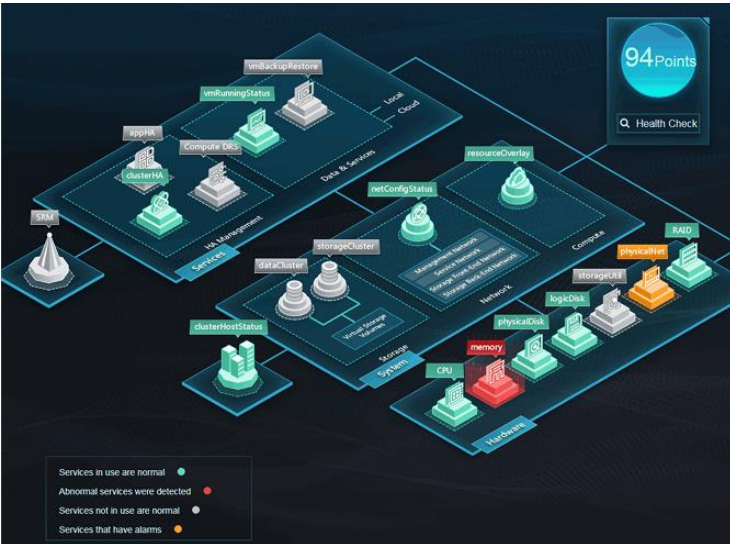 94Points
Health Check
vmBackupRestore
vmRunningStatus
Local
Cloud
Data & Services
appHA
Compute DRS
clusterHA
HA Management
Services
SRM
resourceOverlay
netConfigStatus
Compute
Management Network
Service Network
Storage Front-End Network
Storage Back-End Network
Network
storageCluster
dataCluster
Virtual Storage
Volumes
Storage
System
clusterHostStatus
RAID
physicalNet
storageUtil
logicDisk
physicalDisk
memory
CPU
Hardware
Services in use are normal
Abnormal services were detected
Services not in use are normal
Services that have alarms